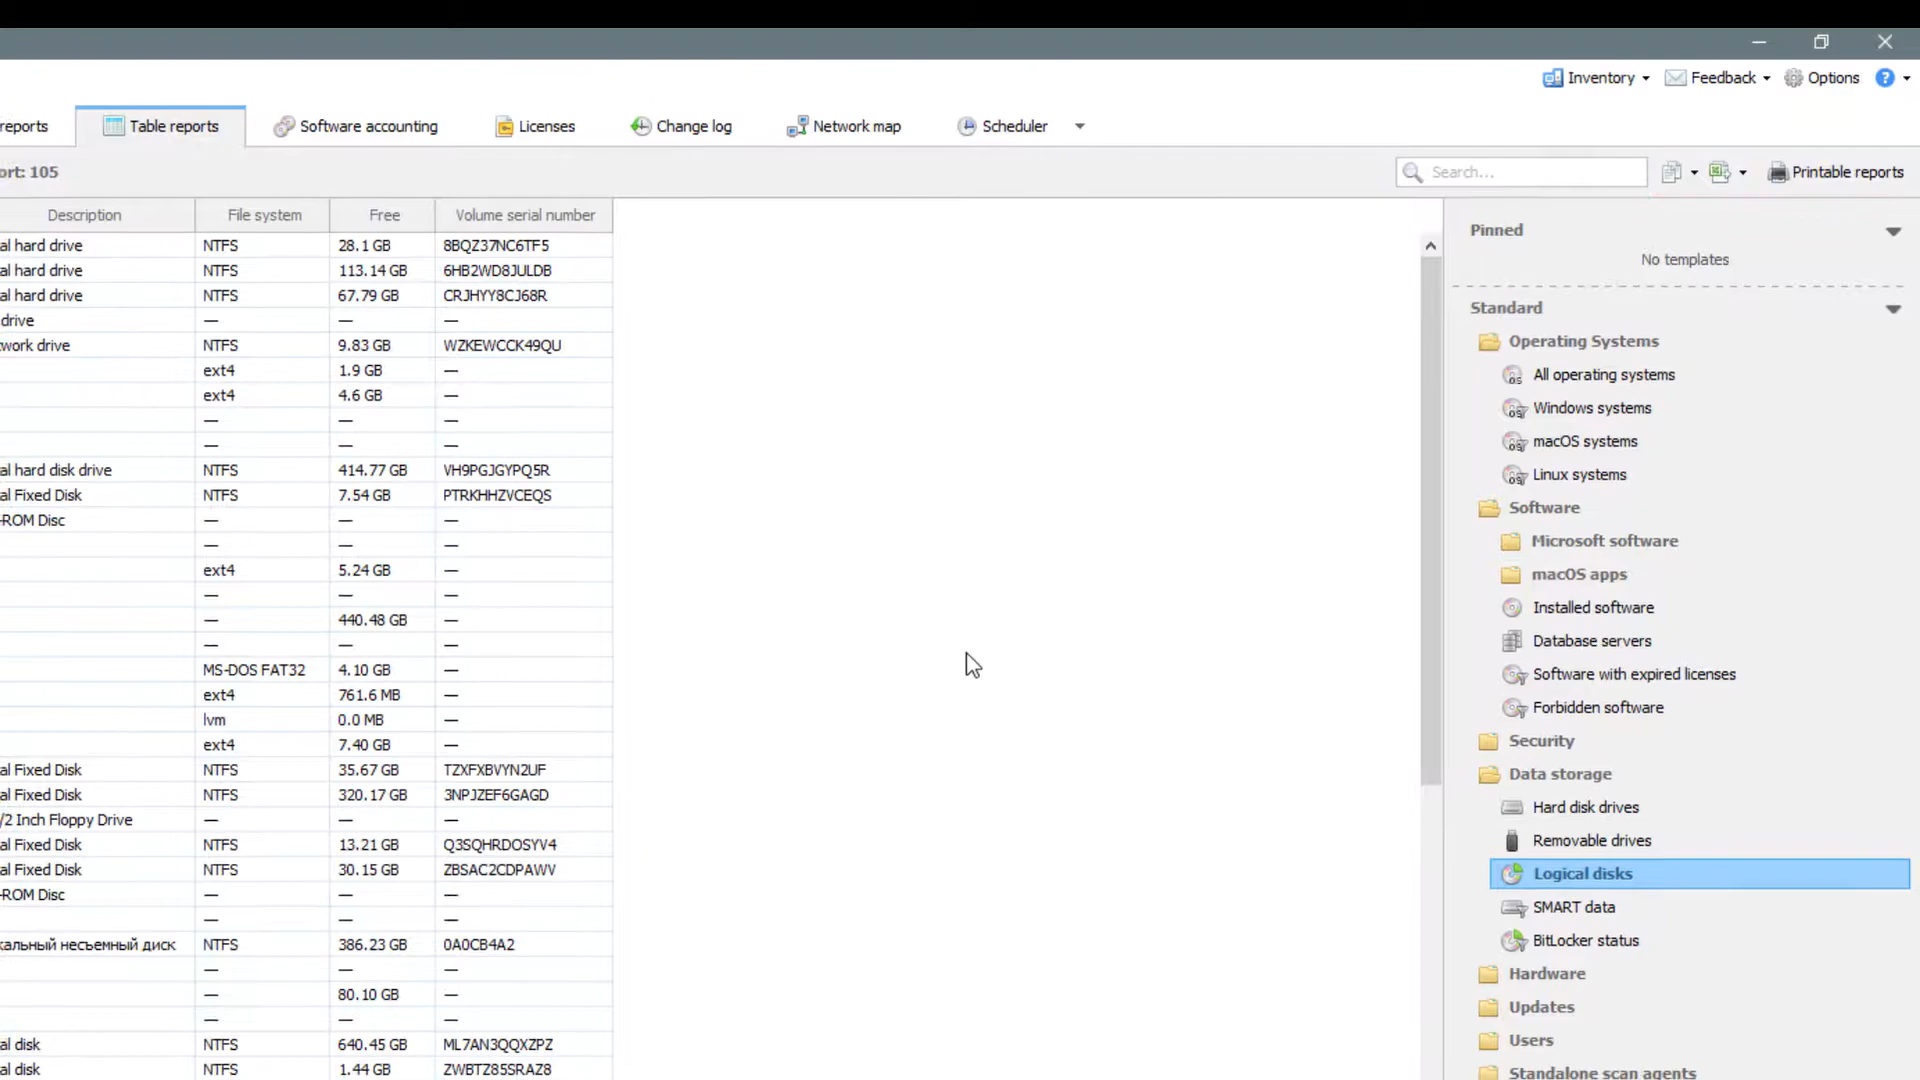 Inventory Feedback Options ?
reports Table reports Software accounting Licenses Change log Network map Scheduler
ort: 105 Search... Printable reports
Description File system Free Volume serial number
al hard drive NTFS 28.1 GB 8BQZ37NC6TF5
al hard drive NTFS 113.14 GB 6HB2WD8JULDB
al hard drive NTFS 67.79 GB CRJHYY8CJ68R
drive — — —
work drive NTFS 9.83 GB WZKEWCCK49QU
ext4 1.9 GB —
ext4 4.6 GB —
— — —
— — —
al hard disk drive NTFS 414.77 GB VH9PGJGYPQ5R
al Fixed Disk NTFS 7.54 GB PTRKHHZVCEQS
-ROM Disc — — —
— — —
ext4 5.24 GB —
— — —
— 440.48 GB —
— — —
MS-DOS FAT32 4.10 GB —
ext4 761.6 MB —
lvm 0.0 MB —
ext4 7.40 GB —
al Fixed Disk NTFS 35.67 GB TZXFXBVYN2UF
al Fixed Disk NTFS 320.17 GB 3NPJZEF6GAGD
/2 Inch Floppy Drive — — —
al Fixed Disk NTFS 13.21 GB Q3SQHRDOSYV4
al Fixed Disk NTFS 30.15 GB ZBSAC2CDPAWV
-ROM Disc — — —
— — —
кальный несъемный диск NTFS 386.23 GB 0A0CB4A2
— — —
— 80.10 GB —
— — —
al disk NTFS 640.45 GB ML7AN3QQXZPZ
al disk NTFS 1.44 GB ZWBTZ85SRAZ8
Pinned
No templates
Standard
Operating Systems
All operating systems
Windows systems
macOS systems
Linux systems
Software
Microsoft software
macOS apps
Installed software
Database servers
Software with expired licenses
Forbidden software
Security
Data storage
Hard disk drives
Removable drives
Logical disks
SMART data
BitLocker status
Hardware
Updates
Users
Standalone scan agents